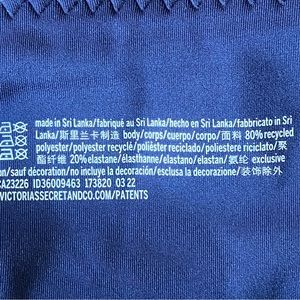 made in Sri Lanka/fabriqué au Sri Lanka/hecho en Sri Lanka/fabbricato in Sri
Lanka/斯里兰卡制造 body/corps/cuerpo/corpo/面料 80% recycled
polyester/polyester recyclé/poliéster reciclado/poliestere riciclato/聚
酯纤维 20% elastane/élasthanne/elastano/elastan/氨纶 exclusive
on/sauf décoration/no incluye la decoración/esclusa la decorazione/装饰除外
CA23226 ID36009463 173820 03 22
VICTORIASSECRETANDCO.COM/PATENTS